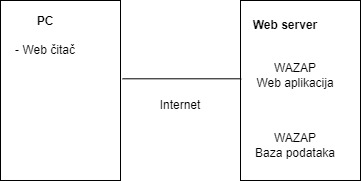 PC
- Web čitač
Internet
Web server
WAZAP
Web aplikacija
WAZAP
Baza podataka